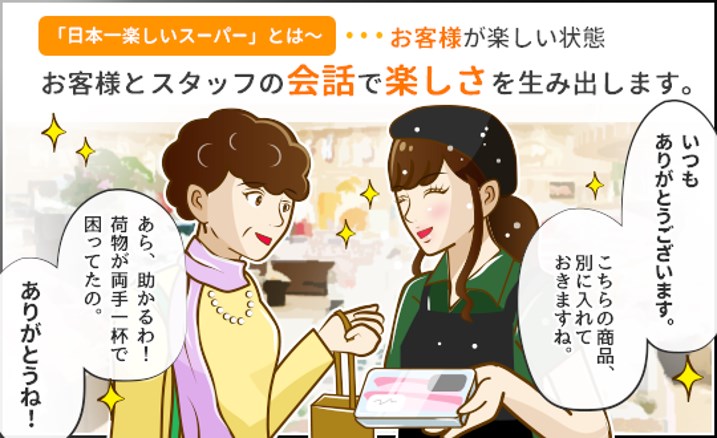 「日本一楽しいスーパー」とは～
･･･お客様が楽しい状態
お客様とスタッフの会話で楽しさを生み出します。
いつも
ありがとうございます。
こちらの商品、
別に入れて
おきますね。
あら、助かるわ！
荷物が両手一杯で
困ってたの。
ありがとうね！